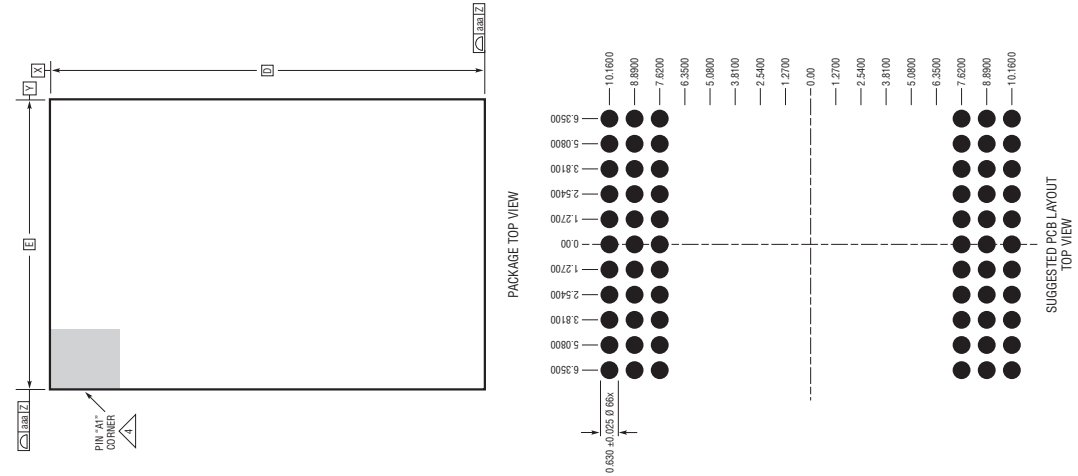 aaa Z
X
Y
D
E
aaa Z
PIN "A1"
CORNER
4
PACKAGE TOP VIEW
10.1600
8.8900
7.6200
6.3500
5.0800
3.8100
2.5400
1.2700
0.00
1.2700
2.5400
3.8100
5.0800
6.3500
7.6200
8.8900
10.1600
6.3500
5.0800
3.8100
2.5400
1.2700
0.00
1.2700
2.5400
3.8100
5.0800
6.3500
0.630 ±0.025 Ø 66x
SUGGESTED PCB LAYOUT
TOP VIEW